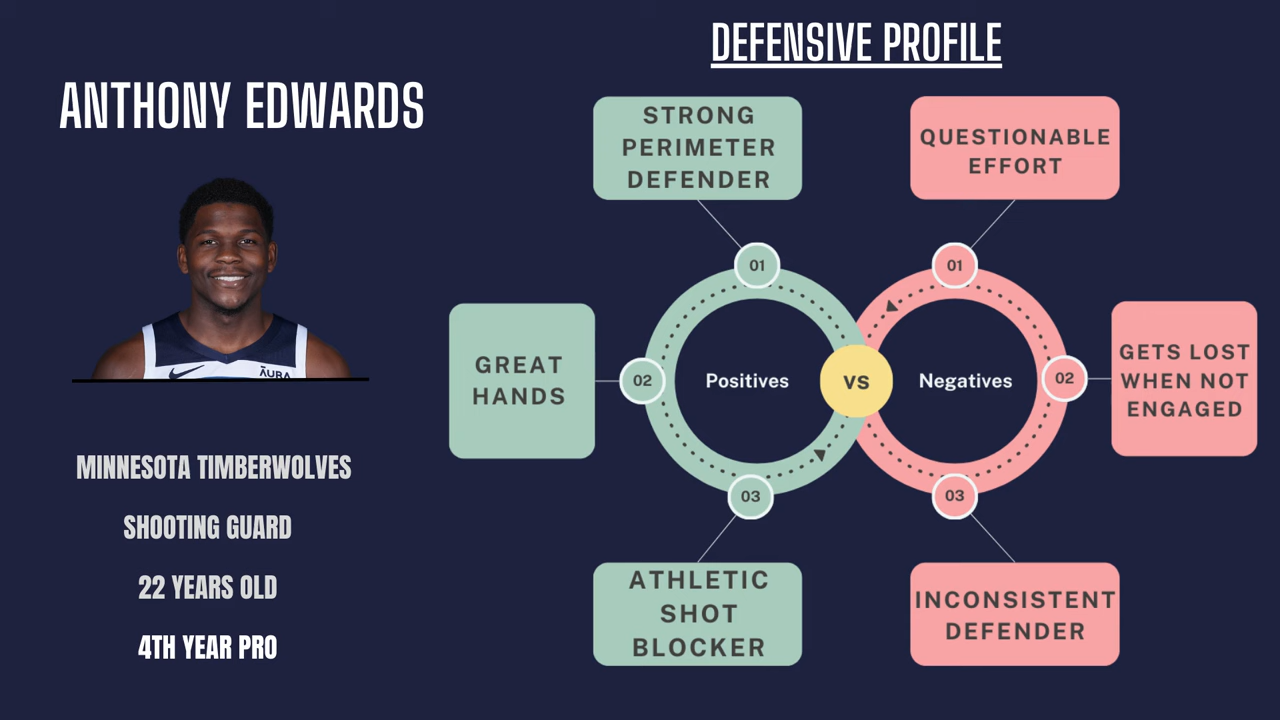 DEFENSIVE PROFILE
ANTHONY EDWARDS
MINNESOTA TIMBERWOLVES
SHOOTING GUARD
22 YEARS OLD
4TH YEAR PRO
STRONG
PERIMETER
DEFENDER
01
GREAT
HANDS
02
ATHLETIC
SHOT
BLOCKER
03
Positives
VS
Negatives
QUESTIONABLE
EFFORT
01
GETS LOST
WHEN NOT
ENGAGED
02
INCONSISTENT
DEFENDER
03
AURA